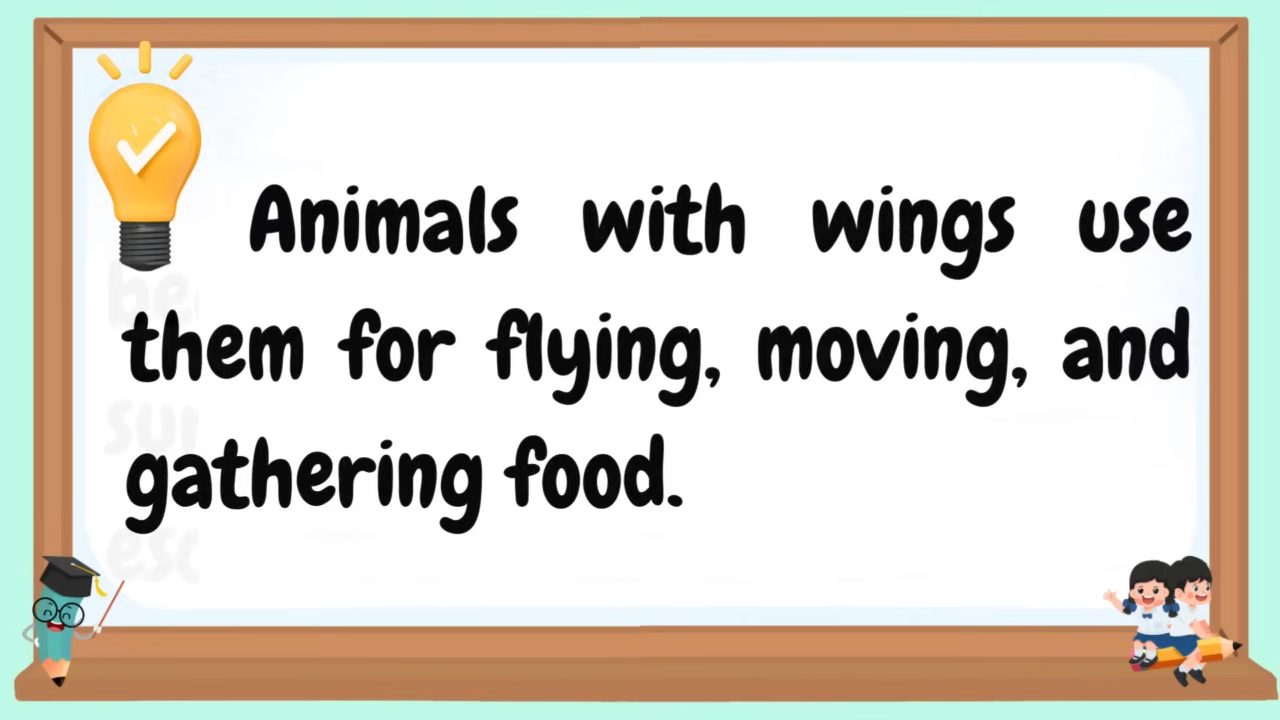 Animals with wings use
them for flying, moving, and
gathering food.